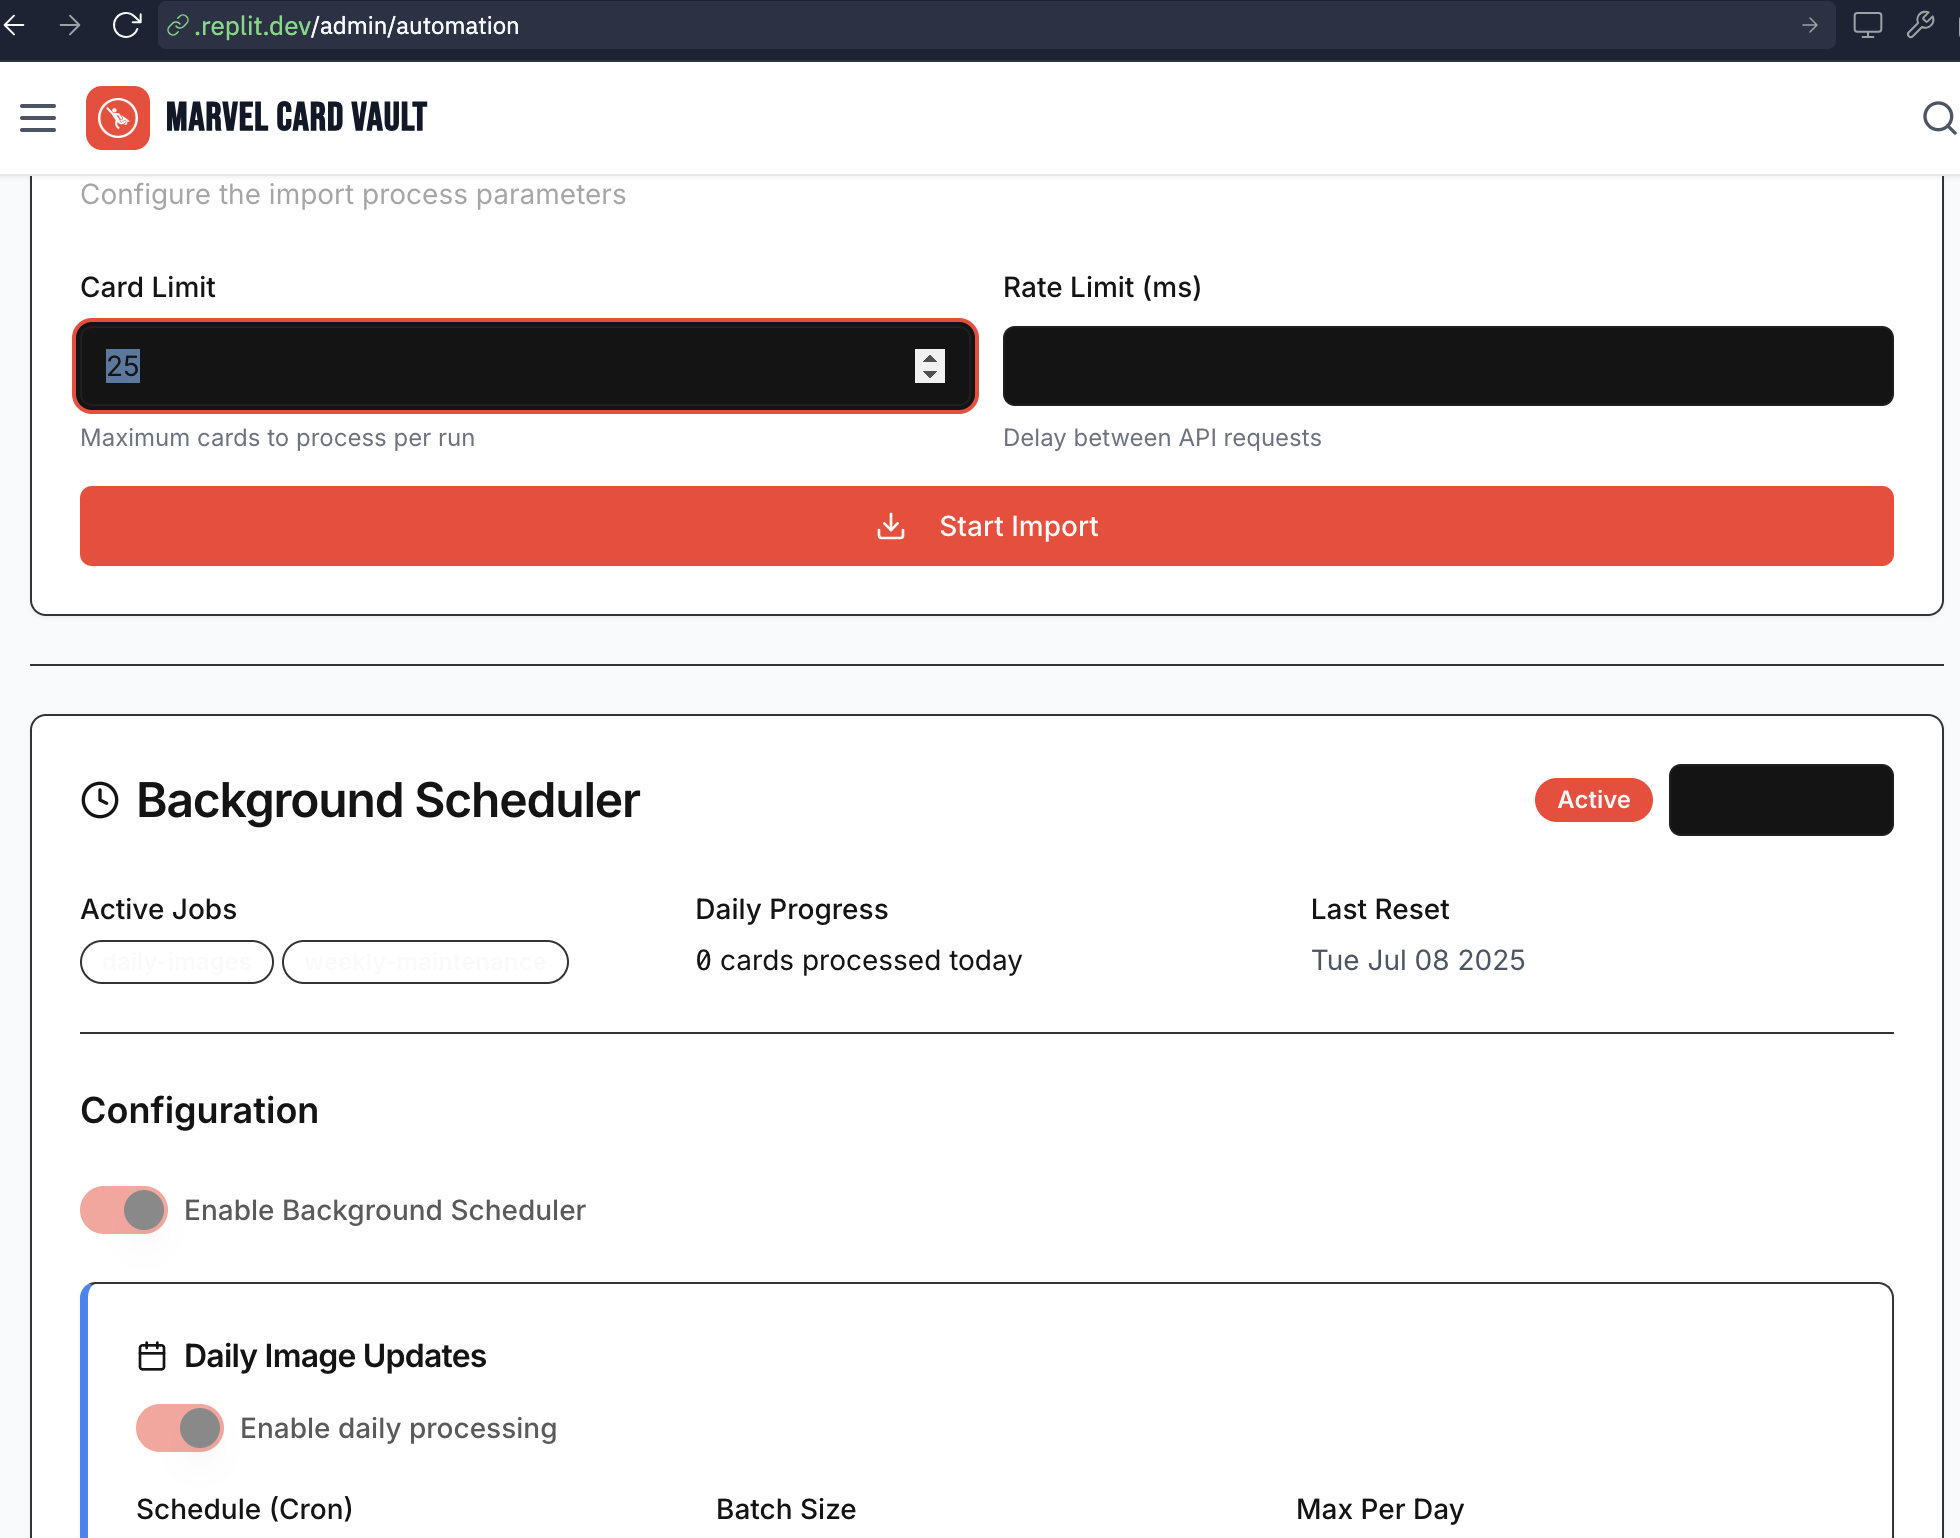 .replit.dev/admin/automation
MARVEL CARD VAULT
Configure the import process parameters
Card Limit
Rate Limit (ms)
25
Maximum cards to process per run
Delay between API requests
Start Import
Background Scheduler
Active
Active Jobs
Daily Progress
Last Reset
daily-images
weekly-maintenance
0 cards processed today
Tue Jul 08 2025
Configuration
Enable Background Scheduler
Daily Image Updates
Enable daily processing
Schedule (Cron)
Batch Size
Max Per Day